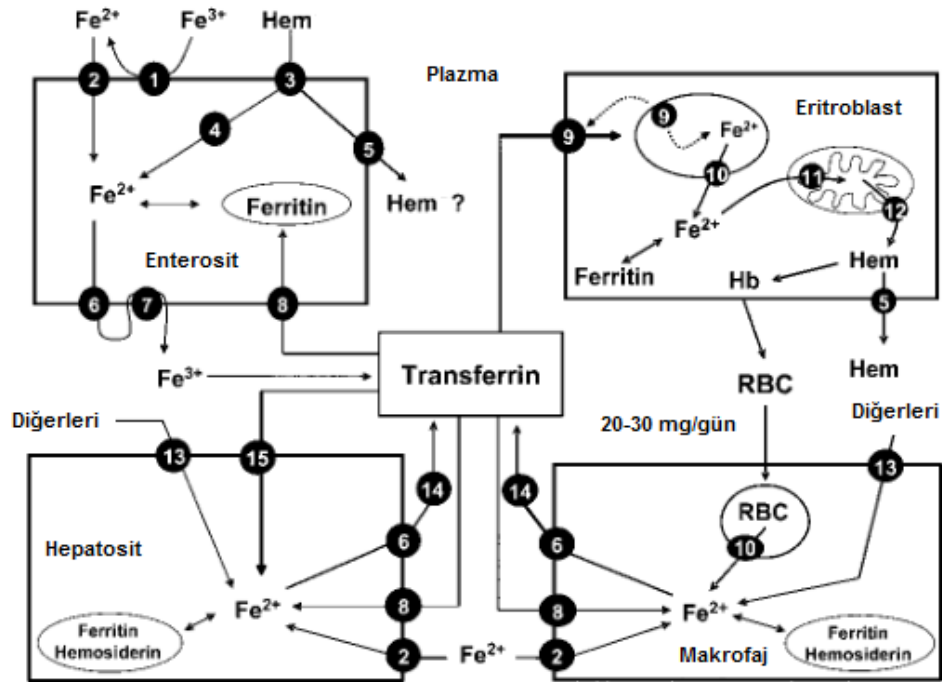 Fe2+ Fe3+ Hem
2 1 3
Plazma
4
5
Fe2+
Ferritin
Hem ?
Enterosit
6 7 8
Fe3+
Eritroblast
9
9
Fe2+
10
11
12
Fe2+
Ferritin
Hb
Hem
5
RBC
Hem
20-30 mg/gün
Transferrin
Diğerleri
13 15
14
Hepatosit
6
Fe2+
8
Ferritin
Hemosiderin
2
Fe2+
Diğerleri
13
14
RBC
10
6
Fe2+
8
2
Makrofaj
Ferritin
Hemosiderin